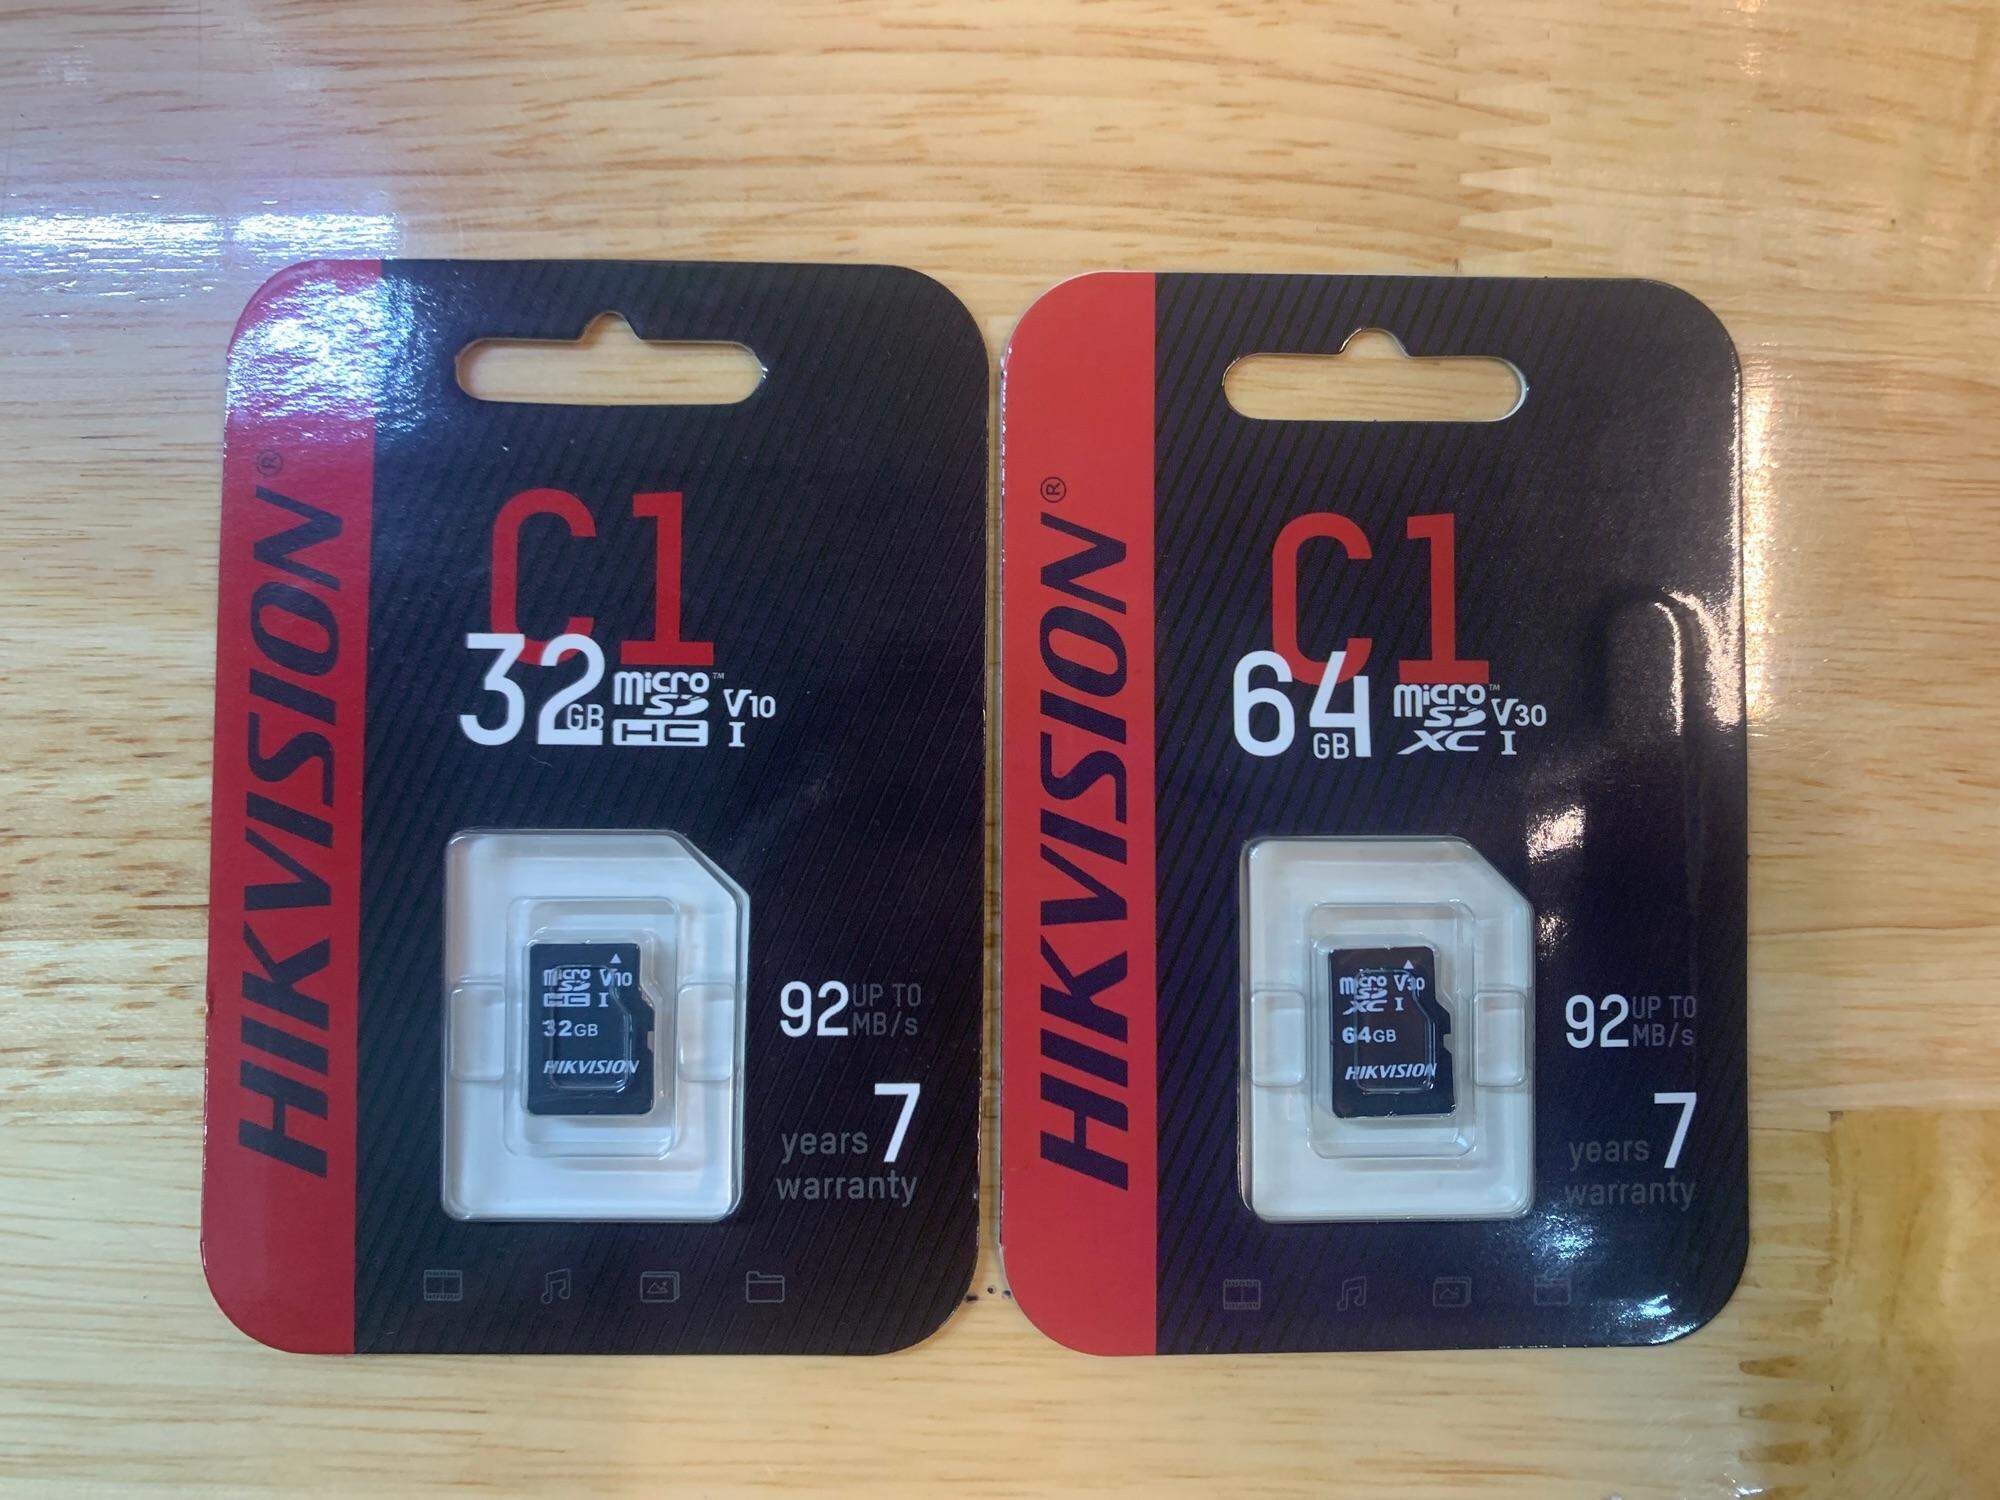 HIKVISION®
C1
32GB micro SD HC™ V10 I
micro SD HC V10 I
32GB
HIKVISION
92 UP TO MB/s
7 years warranty
HIKVISION®
C1
64GB micro SD XC™ V30 I
micro SD XC V30 I
64GB
HIKVISION
92 UP TO MB/s
7 years warranty